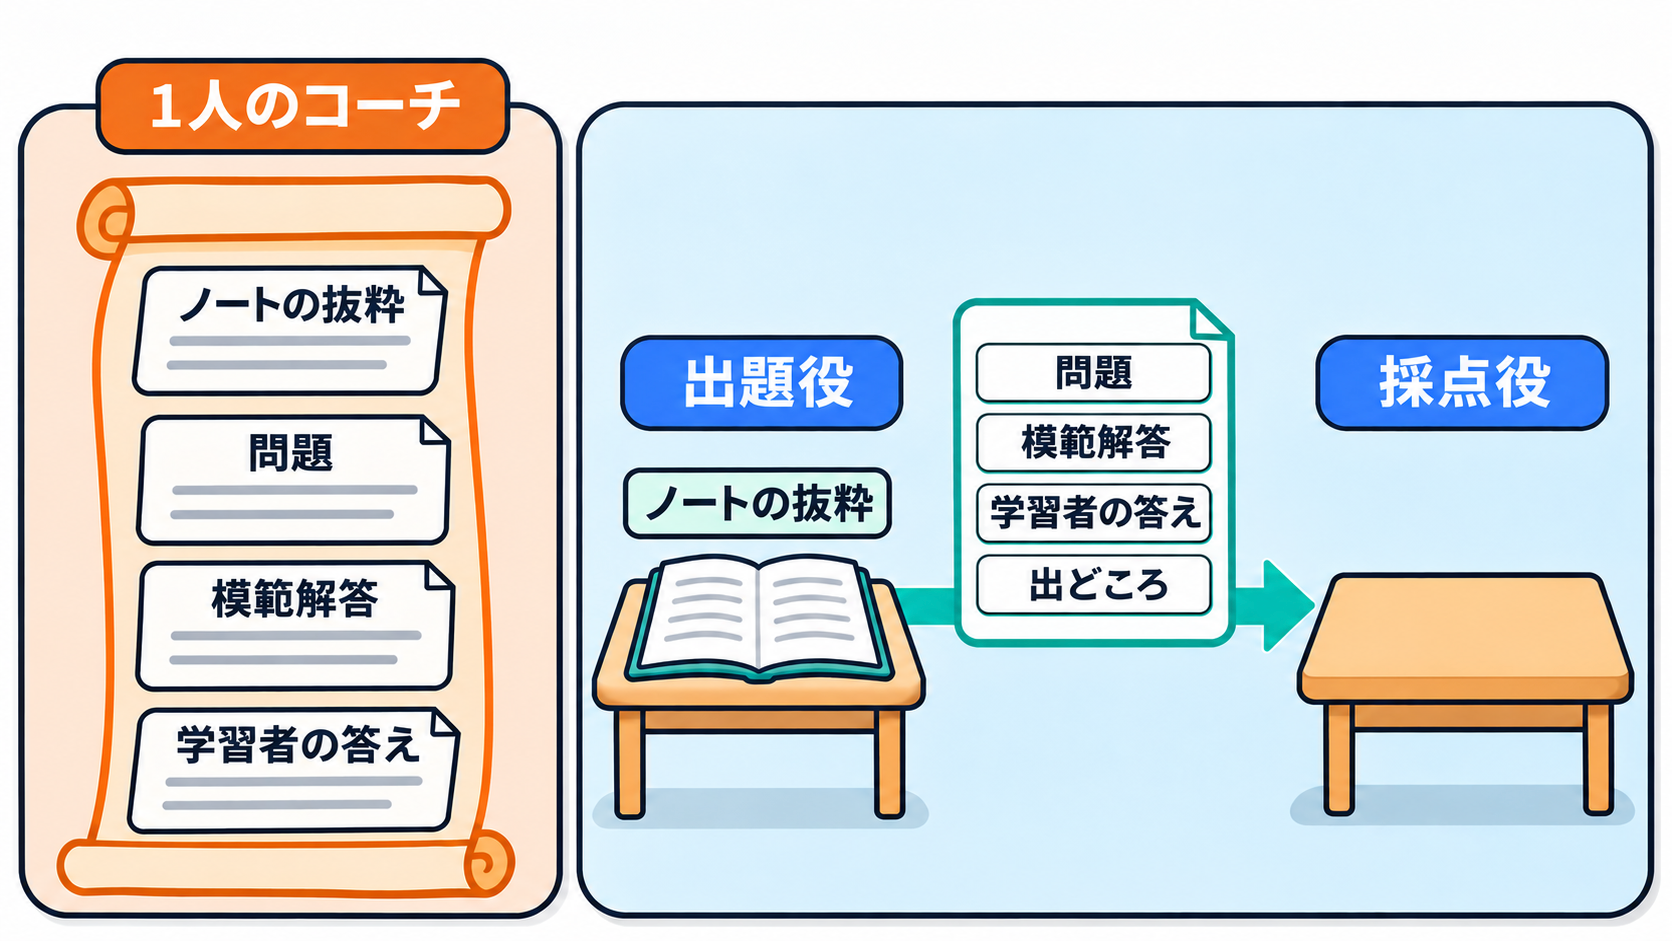 1人のコーチ
ノートの抜粋
問題
模範解答
学習者の答え
出題役
ノートの抜粋
問題
模範解答
学習者の答え
出どころ
採点役